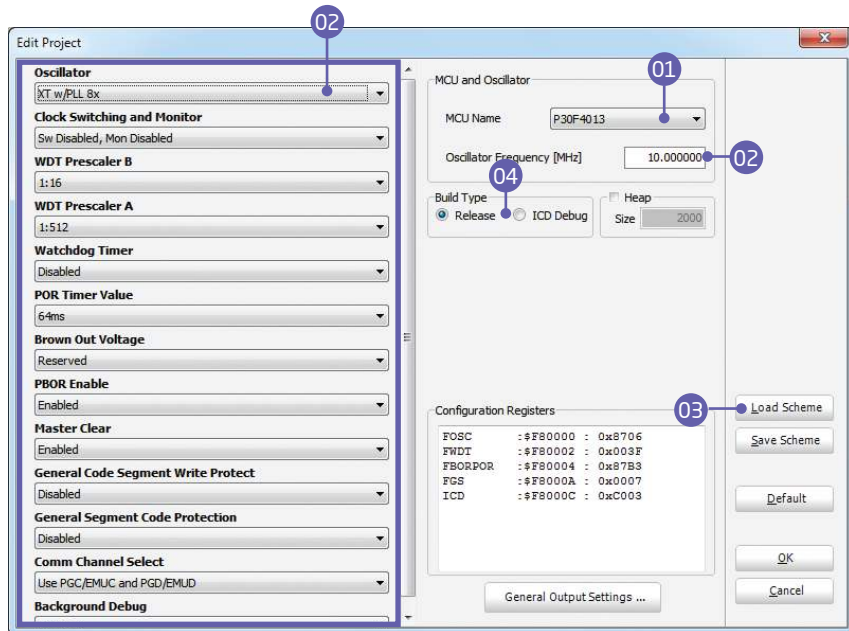 02
Edit Project
Oscillator
XT w/PLL 8x
Clock Switching and Monitor
Sw Disabled, Mon Disabled
WDT Prescaler B
1:16
WDT Prescaler A
1:512
Watchdog Timer
Disabled
POR Timer Value
64ms
Brown Out Voltage
Reserved
PBOR Enable
Enabled
Master Clear
Enabled
General Code Segment Write Protect
Disabled
General Segment Code Protection
Disabled
Comm Channel Select
Use PGC/EMUC and PGD/EMUD
Background Debug
MCU and Oscillator
01
MCU Name P30F4013
Oscillator Frequency [MHz] 10.000000 02
04
Build Type
Release ICD Debug
Heap
Size 2000
Configuration Registers
FOSC :$F80000 : 0x8706
FWDT :$F80002 : 0x003F
FBORPOR :$F80004 : 0x87B3
FGS :$F8000A : 0x0007
ICD :$F8000C : 0xC003
General Output Settings ...
03
Load Scheme
Save Scheme
Default
OK
Cancel